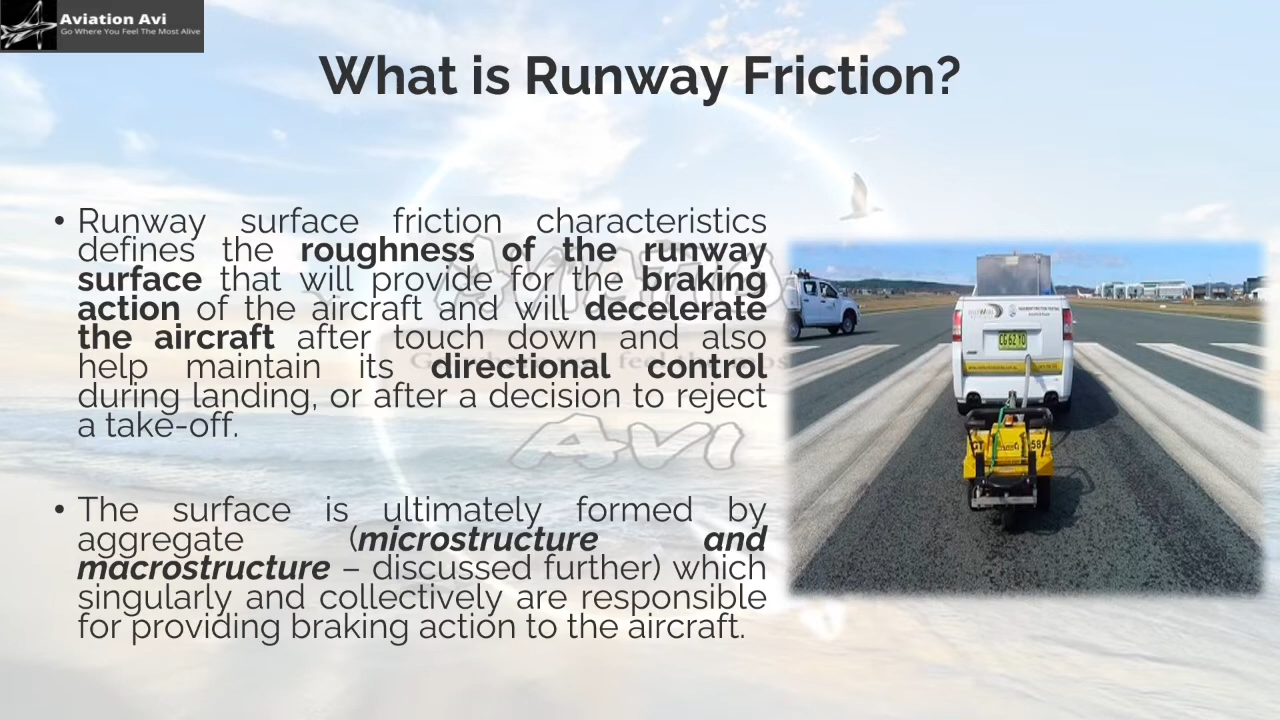 Aviation Avi
Go Where You Feel The Most Alive
What is Runway Friction?
• Runway surface friction characteristics
defines the roughness of the runway
surface that will provide for the braking
action of the aircraft and will decelerate
the aircraft after touch down and also
help maintain its directional control
during landing, or after a decision to reject
a take-off.
• The surface is ultimately formed by
aggregate (microstructure and
macrostructure – discussed further) which
singularly and collectively are responsible
for providing braking action to the aircraft.
Avi